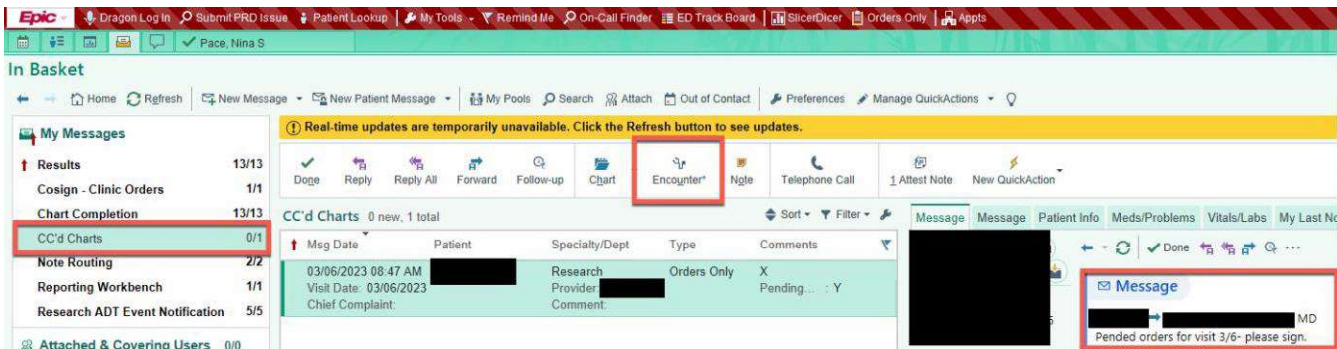 Epic Dragon Log In Submit PRD Issue Patient Lookup My Tools Remind Me On-Call Finder ED Track Board SlicerDicer Orders Only Appts
Pace, Nina S
In Basket
Home Refresh New Message New Patient Message My Pools Search Attach Out of Contact Preferences Manage QuickActions
My Messages
Results 13/13
Cosign - Clinic Orders 1/1
Chart Completion 13/13
CC'd Charts 0/1
Note Routing 2/2
Reporting Workbench 1/1
Research ADT Event Notification 5/5
Attached & Covering Users 0/0
Real-time updates are temporarily unavailable. Click the Refresh button to see updates.
Done Reply Reply All Forward Follow-up Chart Encounter* Note Telephone Call 1 Attest Note New QuickAction
CC'd Charts 0 new, 1 total Sort Filter
Msg Date Patient Specialty/Dept Type Comments
03/06/2023 08:47 AM Research Orders Only X
Visit Date: 03/06/2023 Provider: Pending... : Y
Chief Complaint: Comment:
Message Message Patient Info Meds/Problems Vitals/Labs My Last No
Done ...
Message
MD
Pended orders for visit 3/6- please sign.